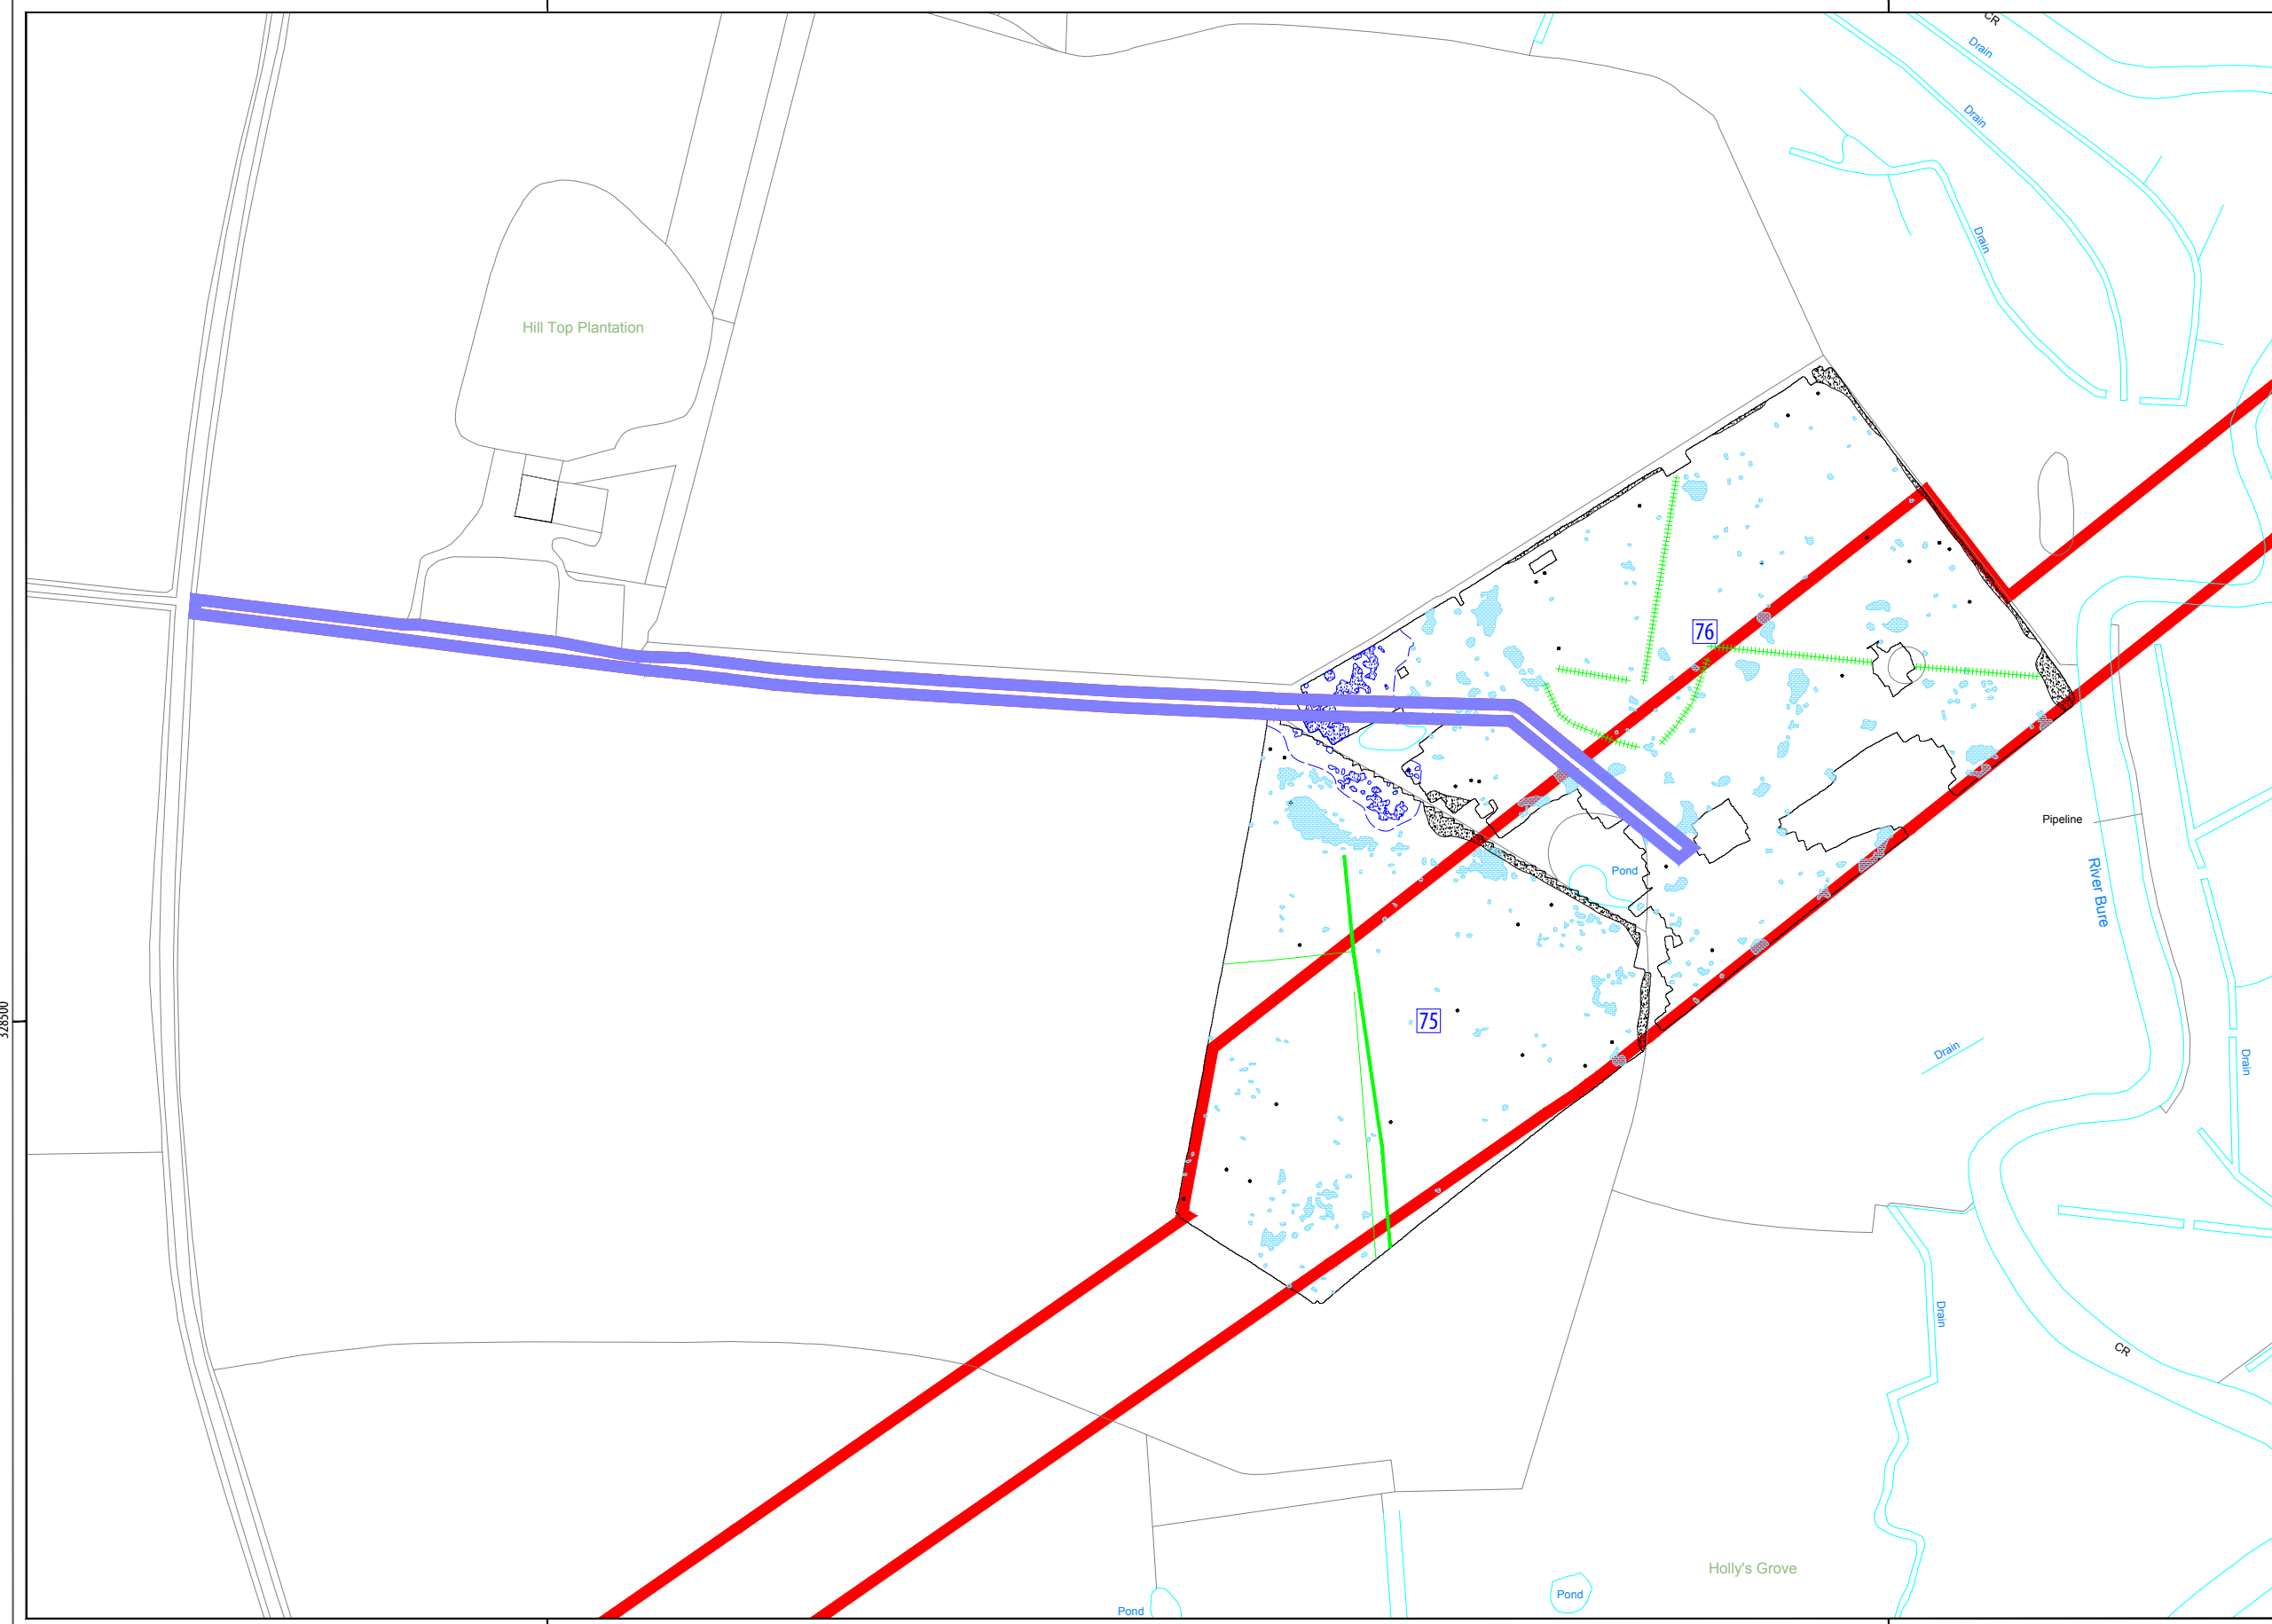 CR
Drain
Drain
Drain
Hill Top Plantation
76
Pipeline
Pond
River Bure
328500
75
Drain
Drain
Drain
CR
Holly's Grove
Pond
Pond